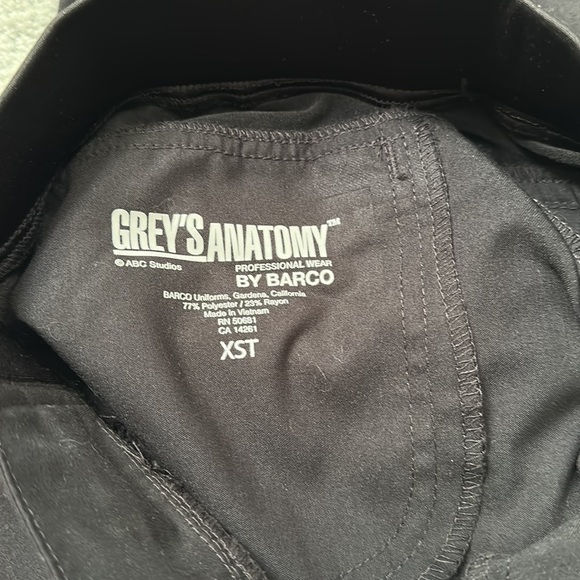 GREY'S ANATOMY™
© ABC Studios
PROFESSIONAL WEAR
BY BARCO
BARCO Uniforms, Gardena, California
77% Polyester / 23% Rayon
Made in Vietnam
RN 50681
CA 14261
XST